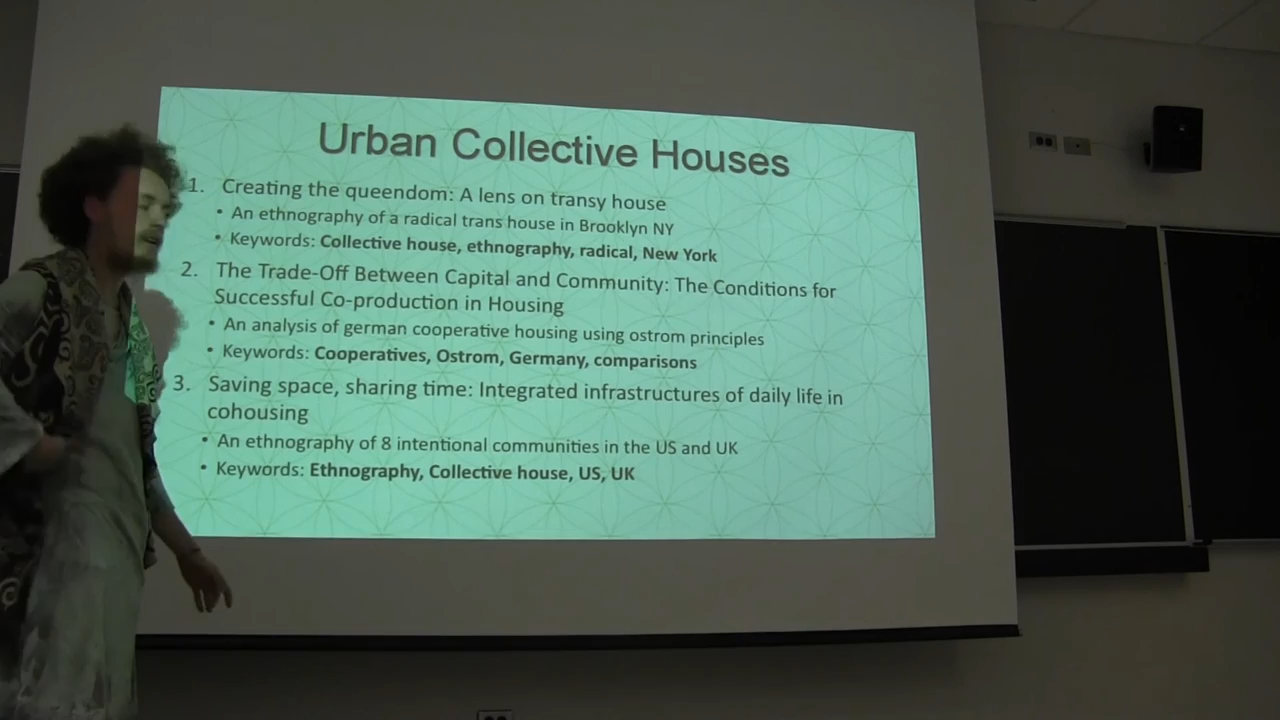 Urban Collective Houses
1. Creating the queendom: A lens on transy house
• An ethnography of a radical trans house in Brooklyn NY
• Keywords: Collective house, ethnography, radical, New York
2. The Trade-Off Between Capital and Community: The Conditions for
Successful Co-production in Housing
• An analysis of german cooperative housing using ostrom principles
• Keywords: Cooperatives, Ostrom, Germany, comparisons
3. Saving space, sharing time: Integrated infrastructures of daily life in
cohousing
• An ethnography of 8 intentional communities in the US and UK
• Keywords: Ethnography, Collective house, US, UK